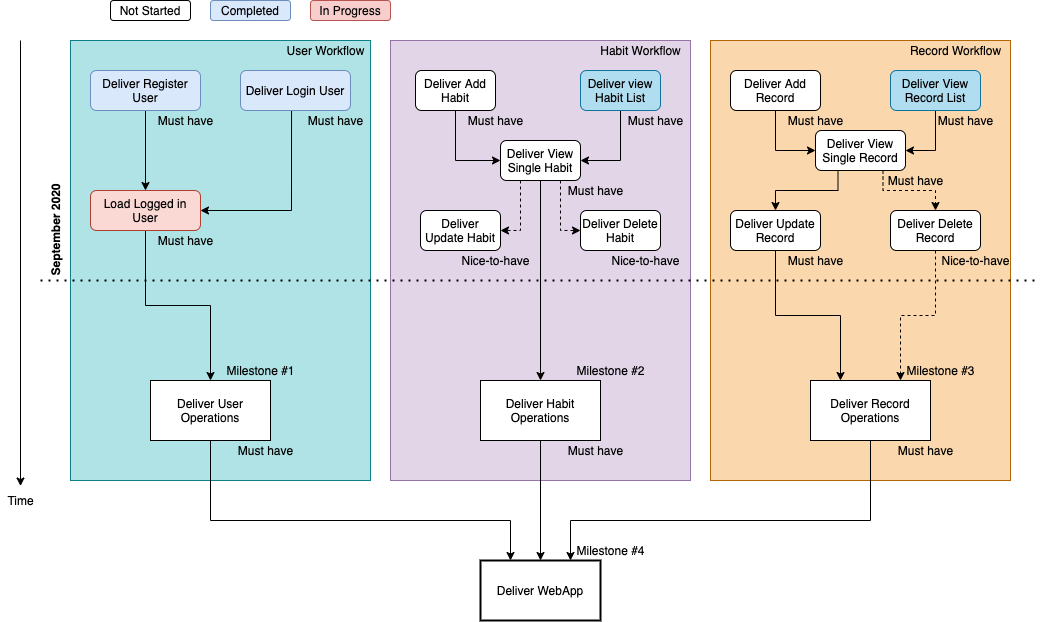 Not Started
Completed
In Progress
User Workflow
Habit Workflow
Record Workflow
Deliver Register
User
Deliver Login User
Deliver Add
Habit
Deliver view
Habit List
Deliver Add
Record
Deliver View
Record List
Must have
Must have
Must have
Must have
Must have
Must have
Deliver View
Single Habit
Deliver View
Single Record
Must have
Must have
September 2020
Load Logged in
User
Deliver
Update Habit
Deliver Delete
Habit
Deliver Update
Record
Deliver Delete
Record
Must have
Nice-to-have
Nice-to-have
Must have
Nice-to-have
Milestone #1
Milestone #2
Milestone #3
Deliver User
Operations
Deliver Habit
Operations
Deliver Record
Operations
Must have
Must have
Must have
Time
Milestone #4
Deliver WebApp